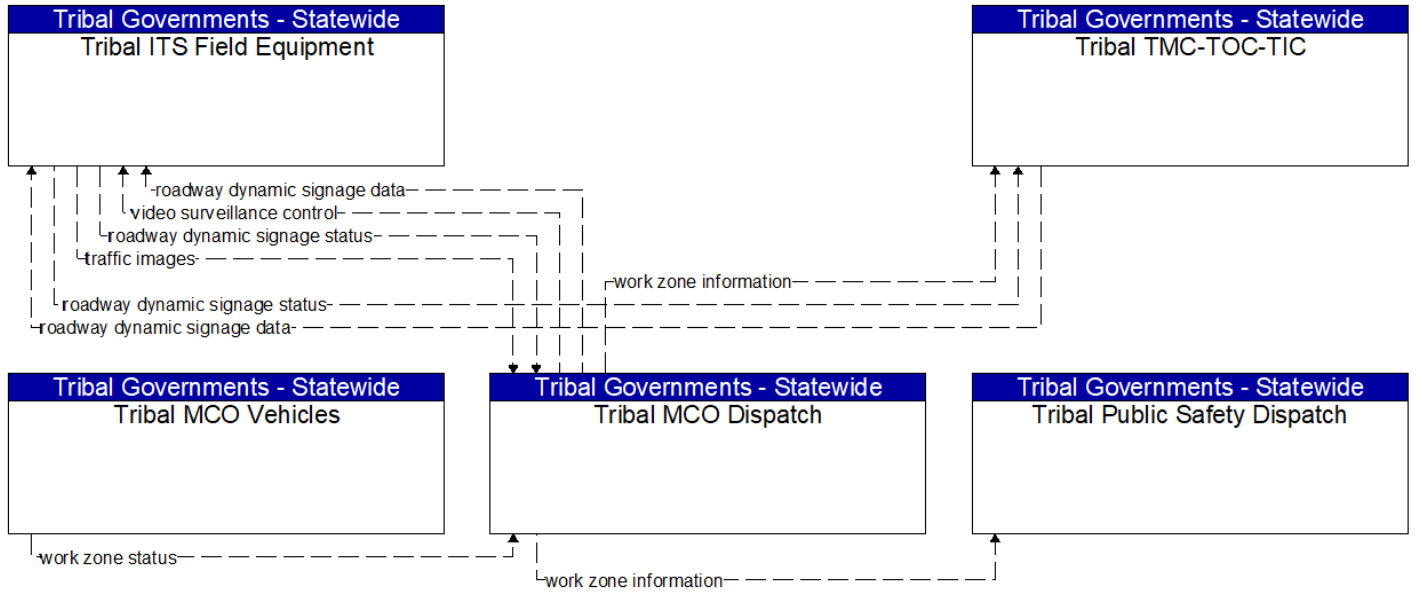 Tribal Governments - Statewide
Tribal ITS Field Equipment
Tribal Governments - Statewide
Tribal TMC-TOC-TIC
roadway dynamic signage data
video surveillance control
roadway dynamic signage status
traffic images
work zone information
roadway dynamic signage status
roadway dynamic signage data
Tribal Governments - Statewide
Tribal MCO Vehicles
Tribal Governments - Statewide
Tribal MCO Dispatch
Tribal Governments - Statewide
Tribal Public Safety Dispatch
work zone status
work zone information